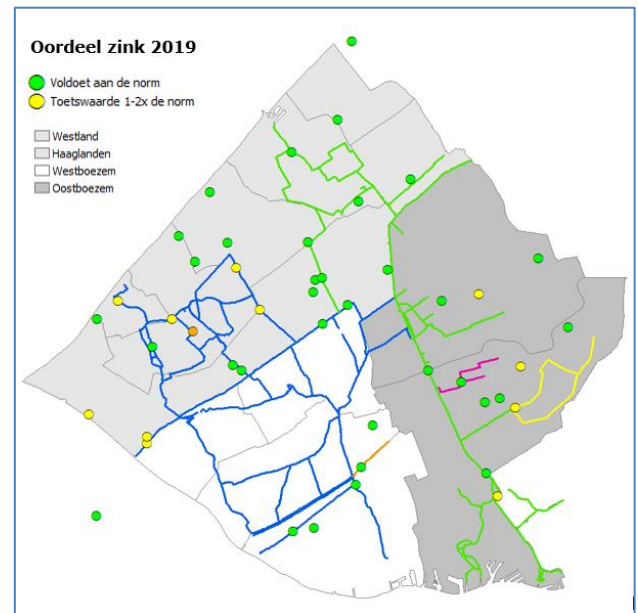 Oordeel zink 2019
Voldoet aan de norm
Toetswaarde 1-2x de norm
Westland
Haaglanden
Westboezem
Oostboezem